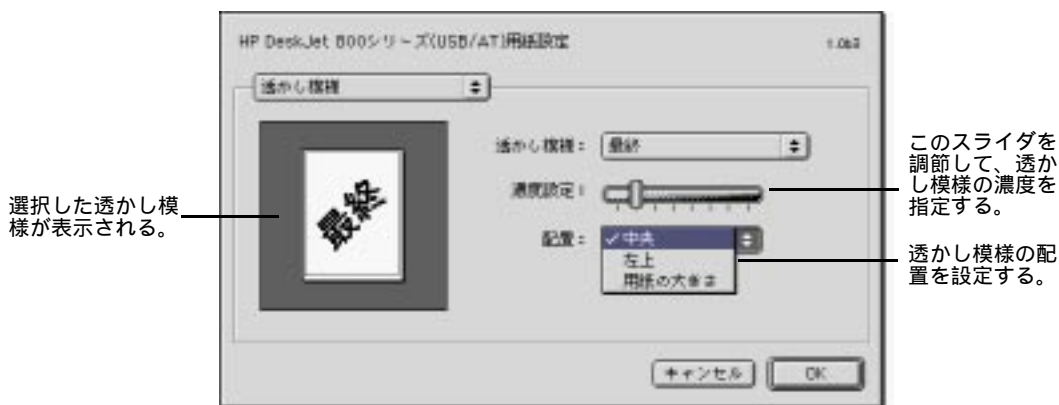 HP DeskJet 800シリーズ(USB/AT)用紙設定
1.0b3
透かし模様
選択した透かし模
様が表示される。
最終
透かし模様：
最終
濃度設定：
配置：
中央
左上
用紙の大きさ
このスライダを
調節して、透か
し模様の濃度を
指定する。
透かし模様の配
置を設定する。
キャンセル
OK